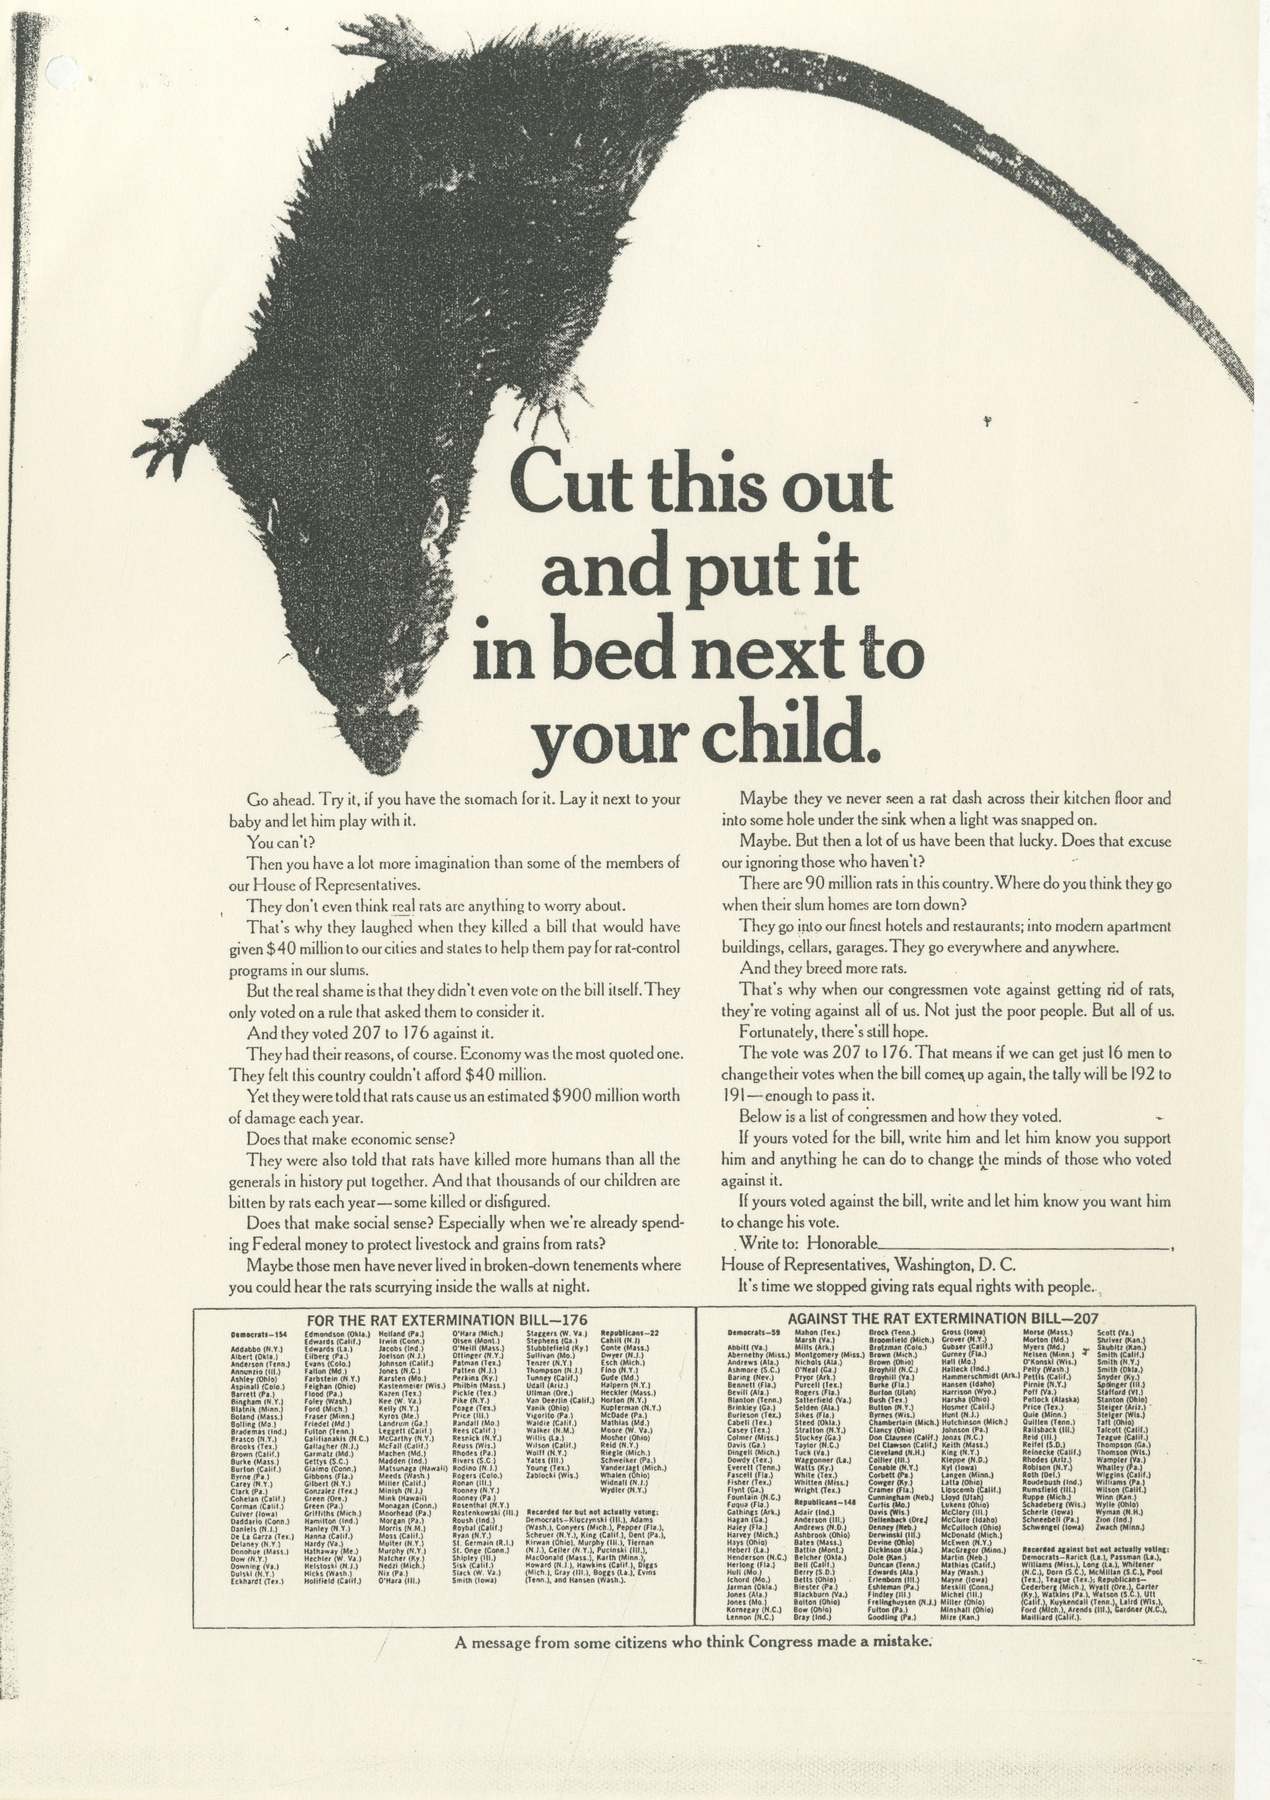 Cut this out
and put it
in bed next to
your child.
Go ahead. Try it, if you have the stomach for it. Lay it next to your
baby and let him play with it.
You can't?
Then you have a lot more imagination than some of the members of
our House of Representatives.
They don't even think real rats are anything to worry about.
That's why they laughed when they killed a bill that would have
given $40 million to our cities and states to help them pay for rat-control
programs in our slums.
But the real shame is that they didn't even vote on the bill itself. They
only voted on a rule that asked them to consider it.
And they voted 207 to 176 against it.
They had their reasons, of course. Economy was the most quoted one.
They felt this country couldn't afford $40 million.
Yet they were told that rats cause us an estimated $900 million worth
of damage each year.
Does that make economic sense?
They were also told that rats have killed more humans than all the
generals in history put together. And that thousands of our children are
bitten by rats each year—some killed or disfigured.
Does that make social sense? Especially when we're already spend-
ing Federal money to protect livestock and grains from rats?
Maybe those men have never lived in broken-down tenements where
you could hear the rats scurrying inside the walls at night.
Maybe they ve never seen a rat dash across their kitchen floor and
into some hole under the sink when a light was snapped on.
Maybe. But then a lot of us have been that lucky. Does that excuse
our ignoring those who haven't?
There are 90 million rats in this country. Where do you think they go
when their slum homes are torn down?
They go into our finest hotels and restaurants; into modern apartment
buildings, cellars, garages. They go everywhere and anywhere.
And they breed more rats.
That's why when our congressmen vote against getting rid of rats,
they're voting against all of us. Not just the poor people. But all of us.
Fortunately, there's still hope.
The vote was 207 to 176. That means if we can get just 16 men to
change their votes when the bill comes up again, the tally will be 192 to
191—enough to pass it.
Below is a list of congressmen and how they voted.
If yours voted for the bill, write him and let him know you support
him and anything he can do to change the minds of those who voted
against it.
If yours voted against the bill, write and let him know you want him
to change his vote.
Write to: Honorable
House of Representatives, Washington, D. C.
It's time we stopped giving rats equal rights with people.
FOR THE RAT EXTERMINATION BILL—176
Democrats—154
Addabbo (N.Y.)
Albert (Okla.)
Anderson (Tenn.)
Annunzio (Ill.)
Ashley (Ohio)
Aspinall (Colo.)
Barrett (Pa.)
Bingham (N.Y.)
Blatnik (Minn.)
Boland (Mass.)
Bolling (Mo.)
Brademas (Ind.)
Brasco (N.Y.)
Brooks (Tex.)
Brown (Calif.)
Burke (Mass.)
Burton (Calif.)
Byrne (Pa.)
Carey (N.Y.)
Clark (Pa.)
Cohelan (Calif.)
Corman (Calif.)
Culver (Iowa)
Daddario (Conn.)
Daniels (N.J.)
De La Garza (Tex.)
Delaney (N.Y.)
Donohue (Mass.)
Dow (N.Y.)
Downing (Va.)
Dulski (N.Y.)
Eckhardt (Tex.)
Edmondson (Okla.)
Edwards (Calif.)
Edwards (La.)
Eilberg (Pa.)
Evans (Colo.)
Fallon (Md.)
Farbstein (N.Y.)
Feighan (Ohio)
Flood (Pa.)
Foley (Wash.)
Ford (Mich.)
Fraser (Minn.)
Friedel (Md.)
Fulton (Tenn.)
Galifianakis (N.C.)
Gallagher (N.J.)
Garmatz (Md.)
Gettys (S.C.)
Giaimo (Conn.)
Gibbons (Fla.)
Gilbert (N.Y.)
Gonzalez (Tex.)
Green (Ore.)
Green (Pa.)
Griffiths (Mich.)
Hamilton (Ind.)
Hanley (N.Y.)
Hanna (Calif.)
Hardy (Va.)
Hathaway (Me.)
Hechler (W. Va.)
Helstoski (N.J.)
Hicks (Wash.)
Holifield (Calif.)
Holland (Pa.)
Irwin (Conn.)
Jacobs (Ind.)
Joelson (N.J.)
Johnson (Calif.)
Jones (N.C.)
Karsten (Mo.)
Kastenmeier (Wis.)
Kazen (Tex.)
Kee (W. Va.)
Kelly (N.Y.)
Kyros (Me.)
Landrum (Ga.)
Leggett (Calif.)
McCarthy (N.Y.)
McFall (Calif.)
Machen (Md.)
Madden (Ind.)
Matsunaga (Hawaii)
Meeds (Wash.)
Miller (Calif.)
Minish (N.J.)
Mink (Hawaii)
Monagan (Conn.)
Moorhead (Pa.)
Morgan (Pa.)
Morris (N.M.)
Moss (Calif.)
Multer (N.Y.)
Murphy (N.Y.)
Natcher (Ky.)
Nedzi (Mich.)
Nix (Pa.)
O'Hara (Ill.)
O'Hara (Mich.)
Olsen (Mont.)
O'Neill (Mass.)
Ottinger (N.Y.)
Patman (Tex.)
Patten (N.J.)
Perkins (Ky.)
Philbin (Mass.)
Pickle (Tex.)
Pike (N.Y.)
Poage (Tex.)
Price (Ill.)
Randall (Mo.)
Rees (Calif.)
Resnick (N.Y.)
Reuss (Wis.)
Rhodes (Pa.)
Rivers (S.C.)
Rodino (N.J.)
Rogers (Colo.)
Ronan (Ill.)
Rooney (N.Y.)
Rooney (Pa.)
Rosenthal (N.Y.)
Rostenkowski (Ill.)
Roush (Ind.)
Roybal (Calif.)
Ryan (N.Y.)
St. Germain (R.I.)
St. Onge (Conn.)
Shipley (Ill.)
Sisk (Calif.)
Slack (W. Va.)
Smith (Iowa)
Staggers (W. Va.)
Stephens (Ga.)
Stubblefield (Ky.)
Sullivan (Mo.)
Tenzer (N.Y.)
Thompson (N.J.)
Tunney (Calif.)
Udall (Ariz.)
Ullman (Ore.)
Van Deerlin (Calif.)
Vanik (Ohio)
Vigorito (Pa.)
Waldie (Calif.)
Walker (N.M.)
Willis (La.)
Wilson (Calif.)
Wolff (N.Y.)
Yates (Ill.)
Young (Tex.)
Zablocki (Wis.)
Republicans—22
Cahill (N.J.)
Conte (Mass.)
Dwyer (N.J.)
Esch (Mich.)
Fino (N.Y.)
Gude (Md.)
Halpern (N.Y.)
Heckler (Mass.)
Horton (N.Y.)
Kupferman (N.Y.)
McDade (Pa.)
Mathias (Md.)
Moore (W. Va.)
Mosher (Ohio)
Reid (N.Y.)
Riegle (Mich.)
Schweiker (Pa.)
VanderJagt (Mich.)
Whalen (Ohio)
Widnall (N.J.)
Wydler (N.Y.)
Recorded for but not actually voting:
Democrats—Kluczynski (Ill.), Adams
(Wash.), Conyers (Mich.), Pepper (Fla.),
Scheuer (N.Y.), King (Calif.), Dent (Pa.),
Kirwan (Ohio), Murphy (Ill.), Tiernan
(R.I.), Celler (N.Y.), Pucinski (Ill.),
MacDonald (Mass.), Karth (Minn.),
Howard (N.J.), Hawkins (Calif.), Diggs
(Mich.), Gray (Ill.), Boggs (La.), Evins
(Tenn.), and Hansen (Wash.).
AGAINST THE RAT EXTERMINATION BILL—207
Democrats—59
Abbitt (Va.)
Abernethy (Miss.)
Andrews (Ala.)
Ashmore (S.C.)
Baring (Nev.)
Bennett (Fla.)
Bevill (Ala.)
Blanton (Tenn.)
Brinkley (Ga.)
Burleson (Tex.)
Cabell (Tex.)
Casey (Tex.)
Colmer (Miss.)
Davis (Ga.)
Dingell (Mich.)
Dowdy (Tex.)
Everett (Tenn.)
Fascell (Fla.)
Fisher (Tex.)
Flynt (Ga.)
Fountain (N.C.)
Fuqua (Fla.)
Gathings (Ark.)
Hagan (Ga.)
Haley (Fla.)
Harvey (Mich.)
Hays (Ohio)
Hebert (La.)
Henderson (N.C.)
Herlong (Fla.)
Hull (Mo.)
Ichord (Mo.)
Jarman (Okla.)
Jones (Ala.)
Jones (Mo.)
Kornegay (N.C.)
Lennon (N.C.)
Mahon (Tex.)
Marsh (Va.)
Mills (Ark.)
Montgomery (Miss.)
Nichols (Ala.)
O'Neal (Ga.)
Pryor (Ark.)
Purcell (Tex.)
Rogers (Fla.)
Satterfield (Va.)
Selden (Ala.)
Sikes (Fla.)
Steed (Okla.)
Stratton (N.Y.)
Stuckey (Ga.)
Taylor (N.C.)
Tuck (Va.)
Waggonner (La.)
Watts (Ky.)
White (Tex.)
Whitten (Miss.)
Wright (Tex.)
Republicans—148
Adair (Ind.)
Anderson (Ill.)
Andrews (N.D.)
Ashbrook (Ohio)
Bates (Mass.)
Battin (Mont.)
Belcher (Okla.)
Bell (Calif.)
Berry (S.D.)
Betts (Ohio)
Biester (Pa.)
Blackburn (Va.)
Bolton (Ohio)
Bow (Ohio)
Bray (Ind.)
Brock (Tenn.)
Broomfield (Mich.)
Brotzman (Colo.)
Brown (Mich.)
Brown (Ohio)
Broyhill (N.C.)
Broyhill (Va.)
Burke (Fla.)
Burton (Utah)
Bush (Tex.)
Button (N.Y.)
Byrnes (Wis.)
Chamberlain (Mich.)
Clancy (Ohio)
Don Clausen (Calif.)
Del Clawson (Calif.)
Cleveland (N.H.)
Collier (Ill.)
Conable (N.Y.)
Corbett (Pa.)
Cowger (Ky.)
Cramer (Fla.)
Cunningham (Neb.)
Curtis (Mo.)
Davis (Wis.)
Dellenback (Ore.)
Denney (Neb.)
Derwinski (Ill.)
Devine (Ohio)
Dickinson (Ala.)
Dole (Kan.)
Duncan (Tenn.)
Edwards (Ala.)
Erlenborn (Ill.)
Eshleman (Pa.)
Findley (Ill.)
Frelinghuysen (N.J.)
Fulton (Pa.)
Goodling (Pa.)
Gross (Iowa)
Grover (N.Y.)
Gubser (Calif.)
Gurney (Fla.)
Hall (Mo.)
Halleck (Ind.)
Hammerschmidt (Ark.)
Hansen (Idaho)
Harrison (Wyo.)
Harsha (Ohio)
Hosmer (Calif.)
Hunt (N.J.)
Hutchinson (Mich.)
Johnson (Pa.)
Jonas (N.C.)
Keith (Mass.)
King (N.Y.)
Kleppe (N.D.)
Kyl (Iowa)
Langen (Minn.)
Latta (Ohio)
Lipscomb (Calif.)
Lloyd (Utah)
Lukens (Ohio)
McClory (Ill.)
McClure (Idaho)
McCulloch (Ohio)
McDonald (Mich.)
McEwen (N.Y.)
MacGregor (Minn.)
Martin (Neb.)
Mathias (Calif.)
May (Wash.)
Mayne (Iowa)
Meskill (Conn.)
Michel (Ill.)
Miller (Ohio)
Minshall (Ohio)
Mize (Kan.)
Morse (Mass.)
Morton (Md.)
Myers (Ind.)
Nelsen (Minn.)
O'Konski (Wis.)
Pelly (Wash.)
Pettis (Calif.)
Pirnie (N.Y.)
Poff (Va.)
Pollock (Alaska)
Price (Tex.)
Quie (Minn.)
Quillen (Tenn.)
Railsback (Ill.)
Reid (Ill.)
Reifel (S.D.)
Reinecke (Calif.)
Rhodes (Ariz.)
Robison (N.Y.)
Roth (Del.)
Roudebush (Ind.)
Rumsfeld (Ill.)
Ruppe (Mich.)
Schadeberg (Wis.)
Scherle (Iowa)
Schneebeli (Pa.)
Schwengel (Iowa)
Scott (Va.)
Shriver (Kan.)
Skubitz (Kan.)
Smith (Calif.)
Smith (N.Y.)
Smith (Okla.)
Snyder (Ky.)
Springer (Ill.)
Stafford (Vt.)
Stanton (Ohio)
Steiger (Ariz.)
Steiger (Wis.)
Taft (Ohio)
Talcott (Calif.)
Teague (Calif.)
Thompson (Ga.)
Thomson (Wis.)
Wampler (Va.)
Whalley (Pa.)
Wiggins (Calif.)
Williams (Pa.)
Wilson (Calif.)
Winn (Kan.)
Wylie (Ohio)
Wyman (N.H.)
Zion (Ind.)
Zwach (Minn.)
Recorded against but not actually voting:
Democrats—Rarick (La.), Passman (La.),
Williams (Miss.), Long (La.), Whitener
(N.C.), Dorn (S.C.), McMillan (S.C.), Pool
(Tex.), Teague (Tex.); Republicans—
Cederberg (Mich.), Wyatt (Ore.), Carter
(Ky.), Watkins (Pa.), Watson (S.C.), Utt
(Calif.), Kuykendall (Tenn.), Laird (Wis.),
Ford (Mich.), Arends (Ill.), Gardner (N.C.),
Mailliard (Calif.).
A message from some citizens who think Congress made a mistake.